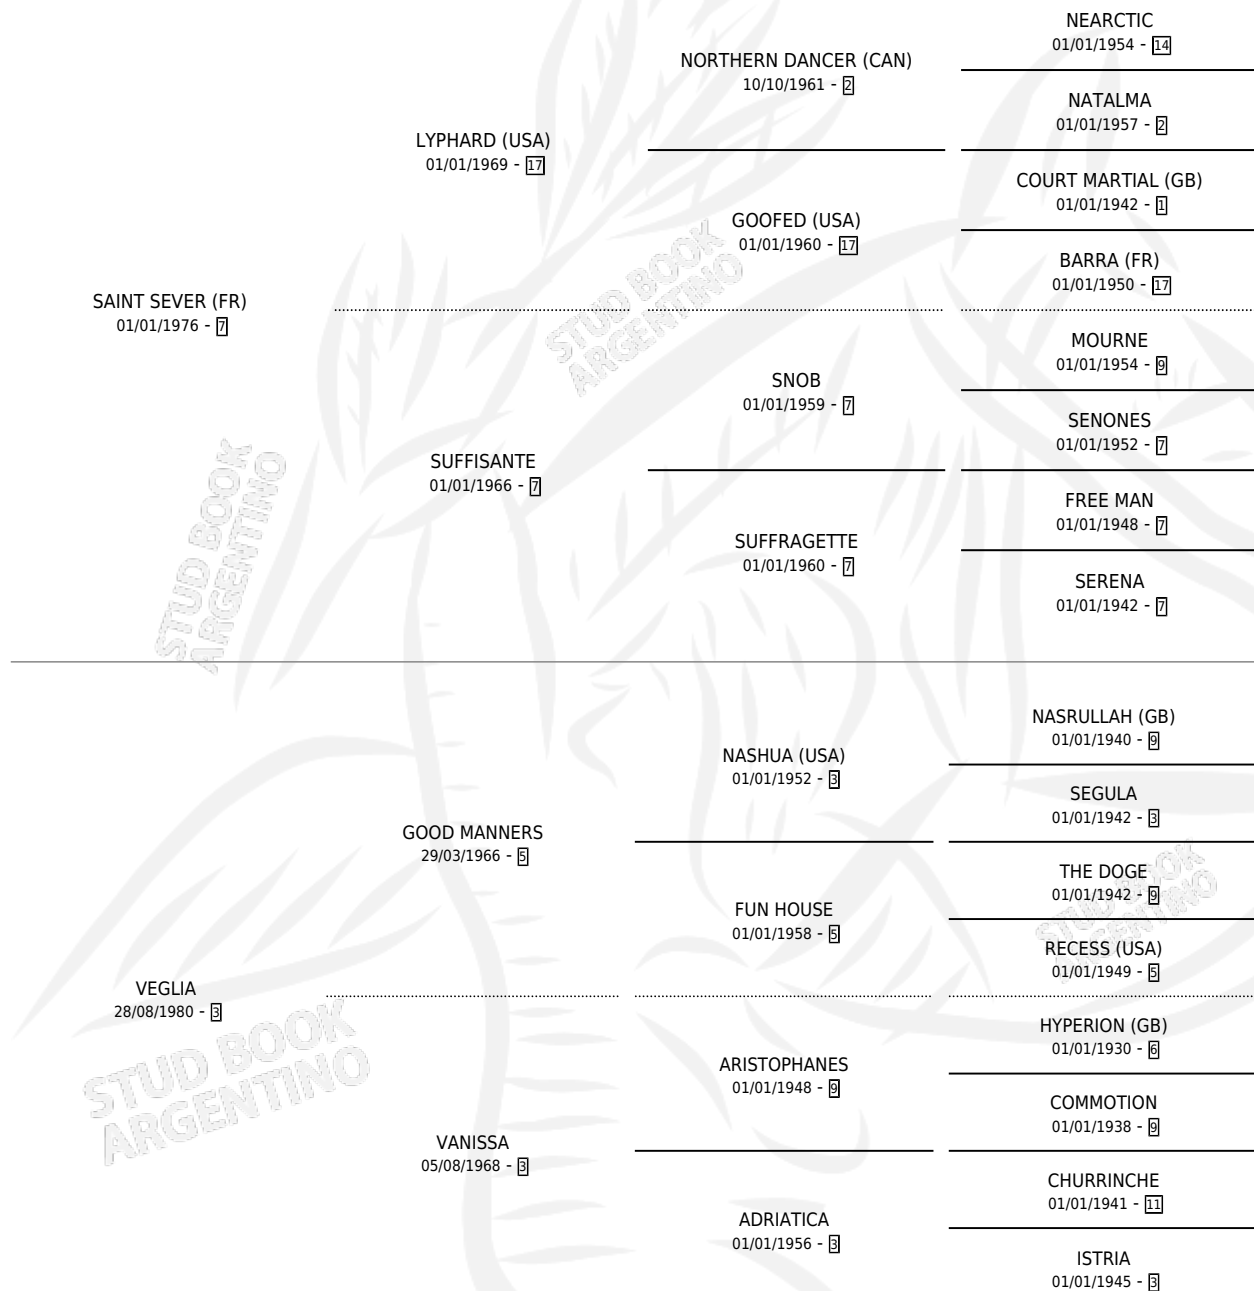 NEARCTIC
01/01/1954 - 14
NORTHERN DANCER (CAN)
10/10/1961 - 2
NATALMA
01/01/1957 - 2
LYPHARD (USA)
01/01/1969 - 17
COURT MARTIAL (GB)
01/01/1942 - 1
GOOFED (USA)
01/01/1960 - 17
BARRA (FR)
01/01/1950 - 17
SAINT SEVER (FR)
01/01/1976 - 7
MOURNE
01/01/1954 - 9
SNOB
01/01/1959 - 7
SENONES
01/01/1952 - 7
SUFFISANTE
01/01/1966 - 7
FREE MAN
01/01/1948 - 7
SUFFRAGETTE
01/01/1960 - 7
SERENA
01/01/1942 - 7
STUD BOOK
ARGENTINO
STUD BOOK
ARGENTINO
NASRULLAH (GB)
01/01/1940 - 9
NASHUA (USA)
01/01/1952 - 3
SEGULA
01/01/1942 - 3
GOOD MANNERS
29/03/1966 - 5
THE DOGE
01/01/1942 - 9
FUN HOUSE
01/01/1958 - 5
RECESS (USA)
01/01/1949 - 5
STUD BOOK
ARGENTINO
VEGLIA
28/08/1980 - 3
HYPERION (GB)
01/01/1930 - 6
ARISTOPHANES
01/01/1948 - 9
COMMOTION
01/01/1938 - 9
VANISSA
05/08/1968 - 3
CHURRINCHE
01/01/1941 - 11
ADRIATICA
01/01/1956 - 3
ISTRIA
01/01/1945 - 3
STUD BOOK
ARGENTINO